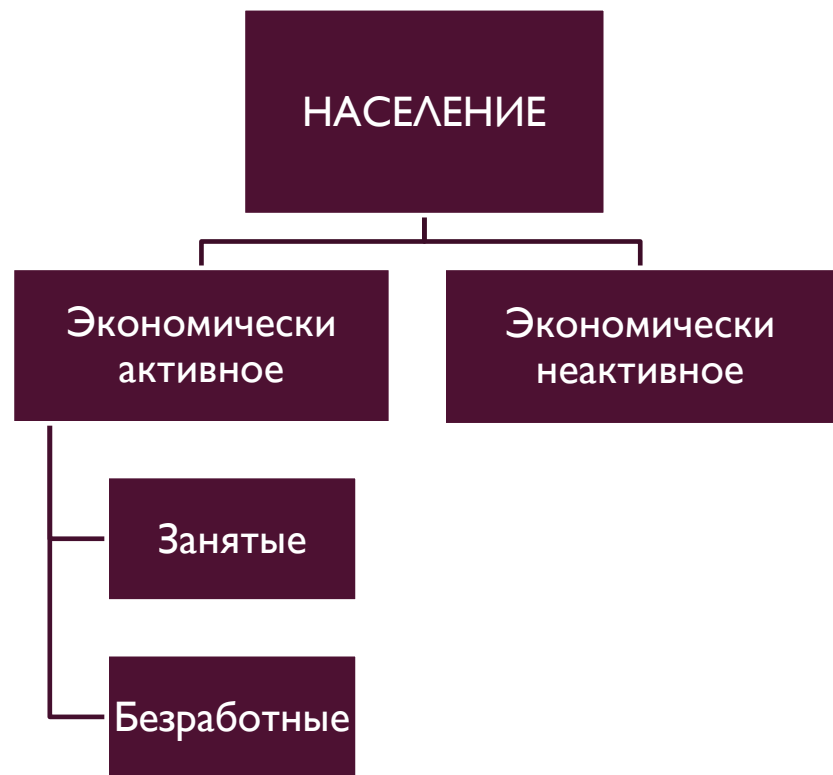 НАСЕЛЕНИЕ
Экономически
активное
Экономически
неактивное
Занятые
Безработные